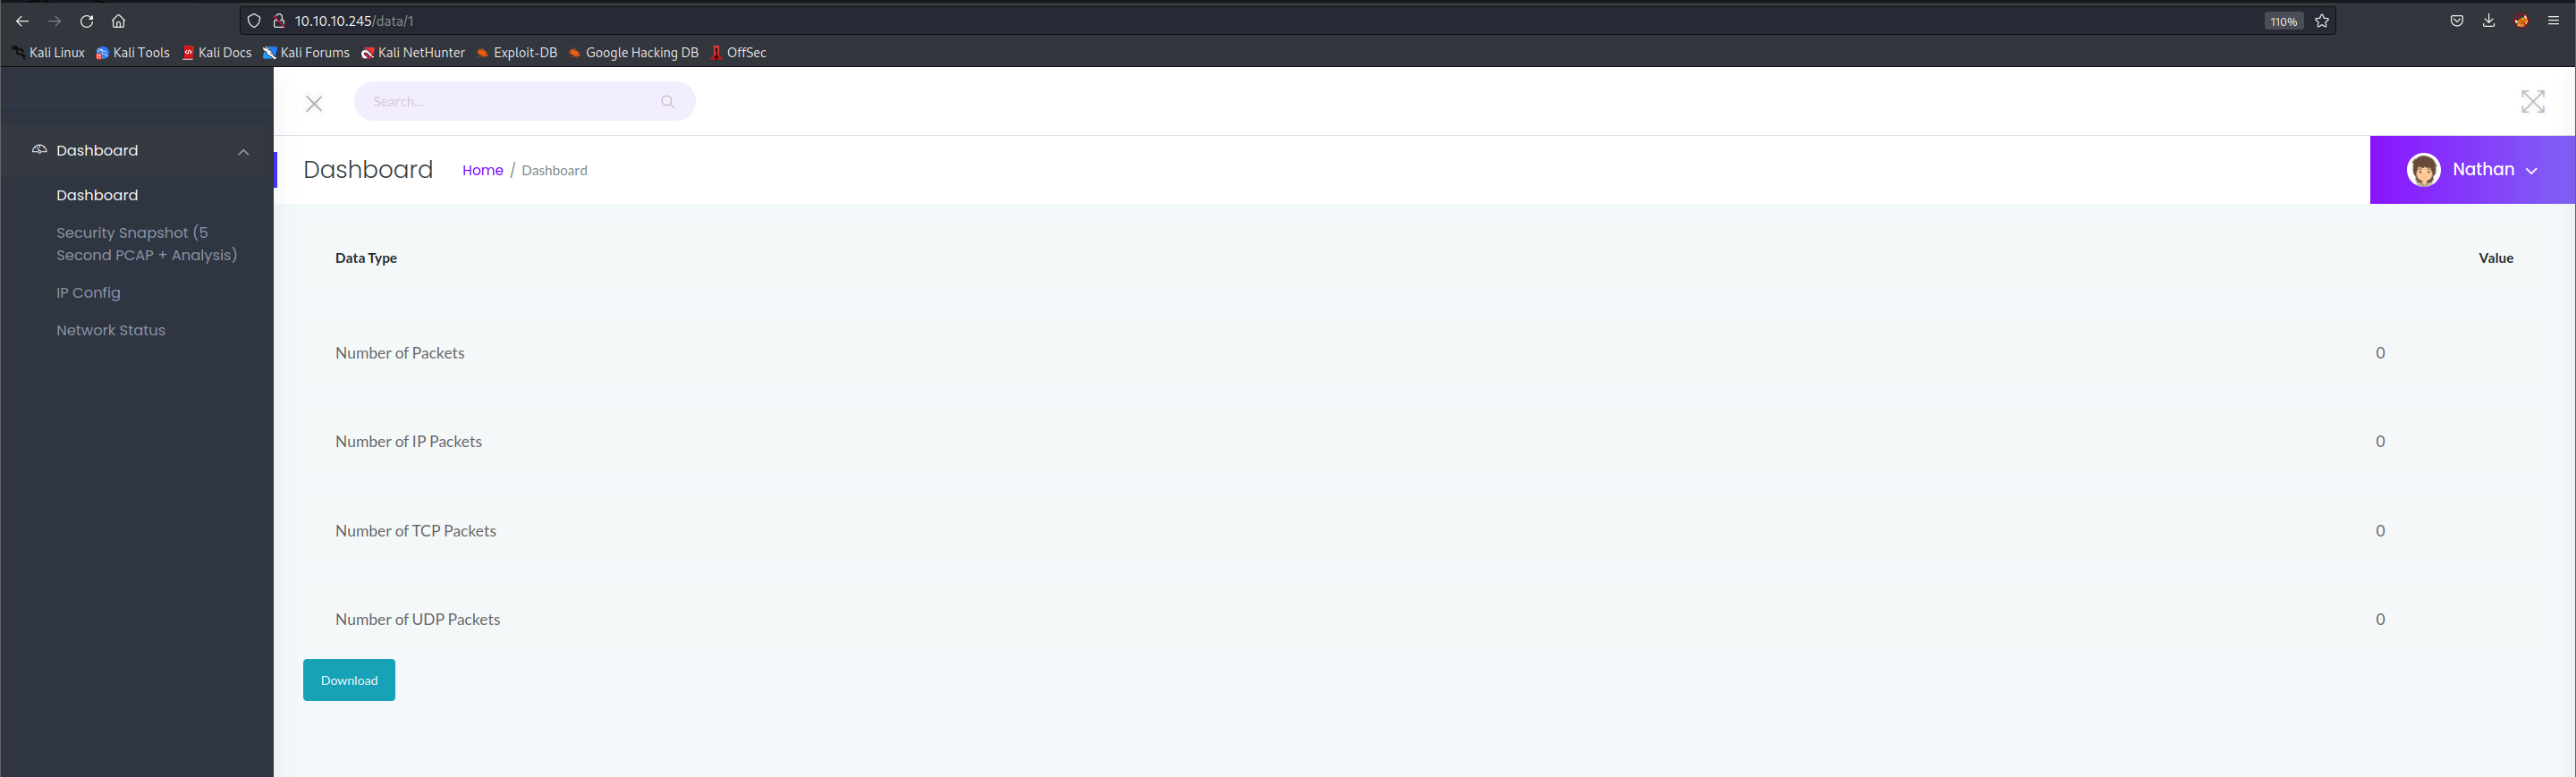 10.10.10.245/data/1
110%
Kali Linux Kali Tools Kali Docs Kali Forums Kali NetHunter Exploit-DB Google Hacking DB OffSec
Search...
Dashboard
Dashboard
Security Snapshot (5
Second PCAP + Analysis)
IP Config
Network Status
Dashboard Home / Dashboard
Nathan
Data Type Value
Number of Packets 0
Number of IP Packets 0
Number of TCP Packets 0
Number of UDP Packets 0
Download